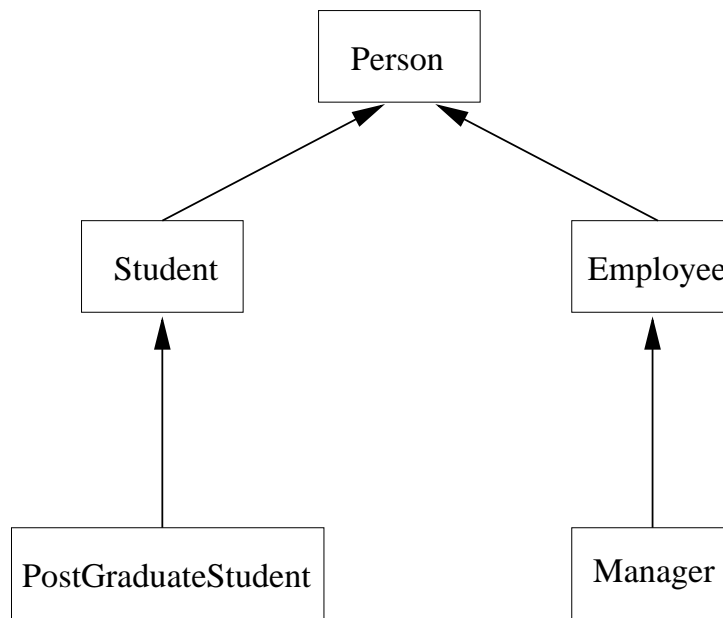 Person
Student
Employee
PostGraduateStudent
Manager